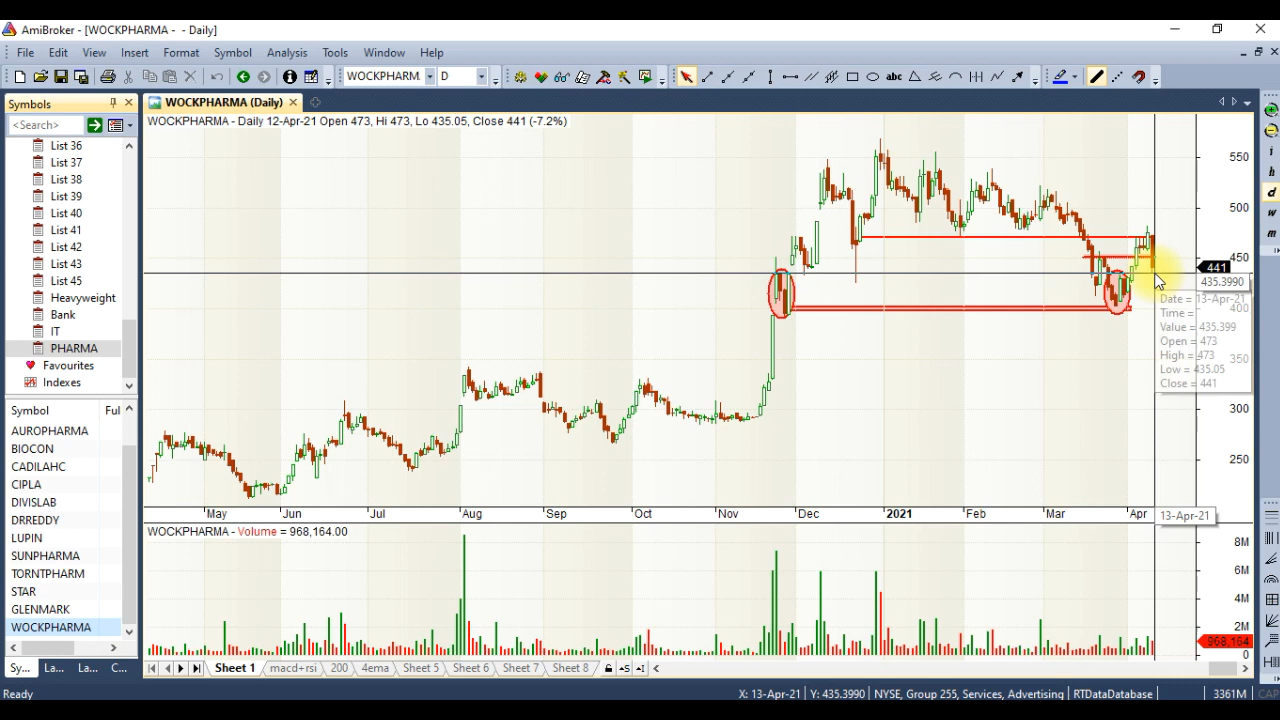 AmiBroker - [WOCKPHARMA - - Daily]
File Edit View Insert Format Symbol Analysis Tools Window Help
WOCKPHARM. D abc
Symbols WOCKPHARMA (Daily)
<Search>
WOCKPHARMA - Daily 12-Apr-21 Open 473, Hi 473, Lo 435.05, Close 441 (-7.2%)
List 36
List 37
List 38
List 39
List 40
List 41
List 42
List 43
List 45
Heavyweight
Bank
IT
PHARMA
Favourites
Indexes
Symbol Ful
AUROPHARMA
BIOCON
CADILAHC
CIPLA
DIVISLAB
DRREDDY
LUPIN
SUNPHARMA
TORNTPHARM
STAR
GLENMARK
WOCKPHARMA
Sy... La... La... C...
550
500
450
441
435.3990
400
350
300
250
Date = 13-Apr-21
Time =
Value = 435.399
Open = 473
High = 473
Low = 435.05
Close = 441
i
h
d
w
m
May Jun Jul Aug Sep Oct Nov Dec 2021 Feb Mar Apr 13-Apr-21
WOCKPHARMA - Volume = 968,164.00
8M
6M
4M
2M
968,164
0
Sheet 1 macd+rsi 200 4ema Sheet 5 Sheet 6 Sheet 7 Sheet 8
Ready X: 13-Apr-21 Y: 435.3990 NYSE, Group 255, Services, Advertising RTDataDatabase 3361M CAP